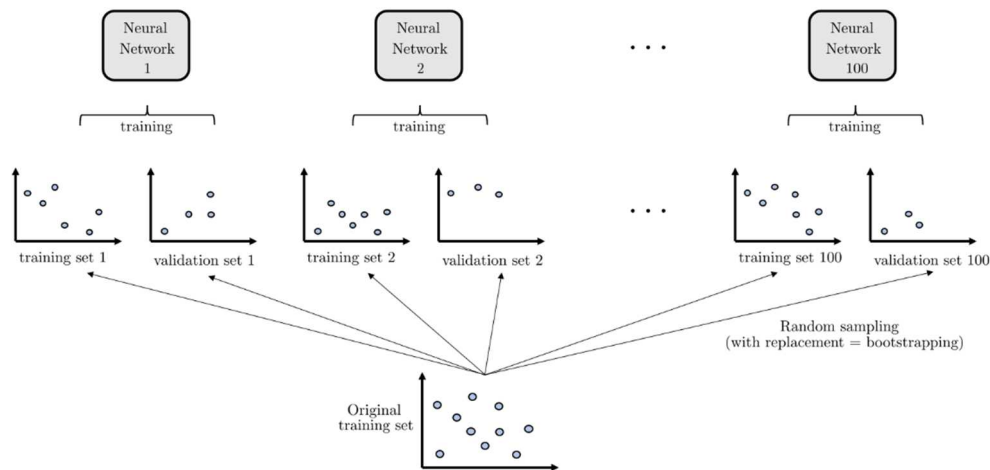 Neural
Network
1
Neural
Network
2
. . .
Neural
Network
100
training
training
training
. . .
training set 1
validation set 1
training set 2
validation set 2
training set 100
validation set 100
Random sampling
(with replacement = bootstrapping)
Original
training set